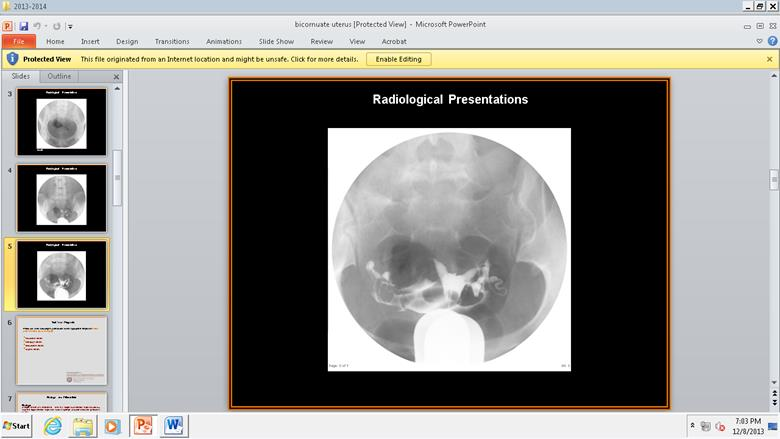 2013-2014
bicornuate uterus [Protected View] - Microsoft PowerPoint
File Home Insert Design Transitions Animations Slide Show Review View Acrobat
Protected View This file originated from an Internet location and might be unsafe. Click for more details. Enable Editing
Slides Outline
3
Radiological Presentations
4
Radiological Presentations
5
Radiological Presentations
6
7
Radiological Presentations
Start
7:03 PM
12/8/2013